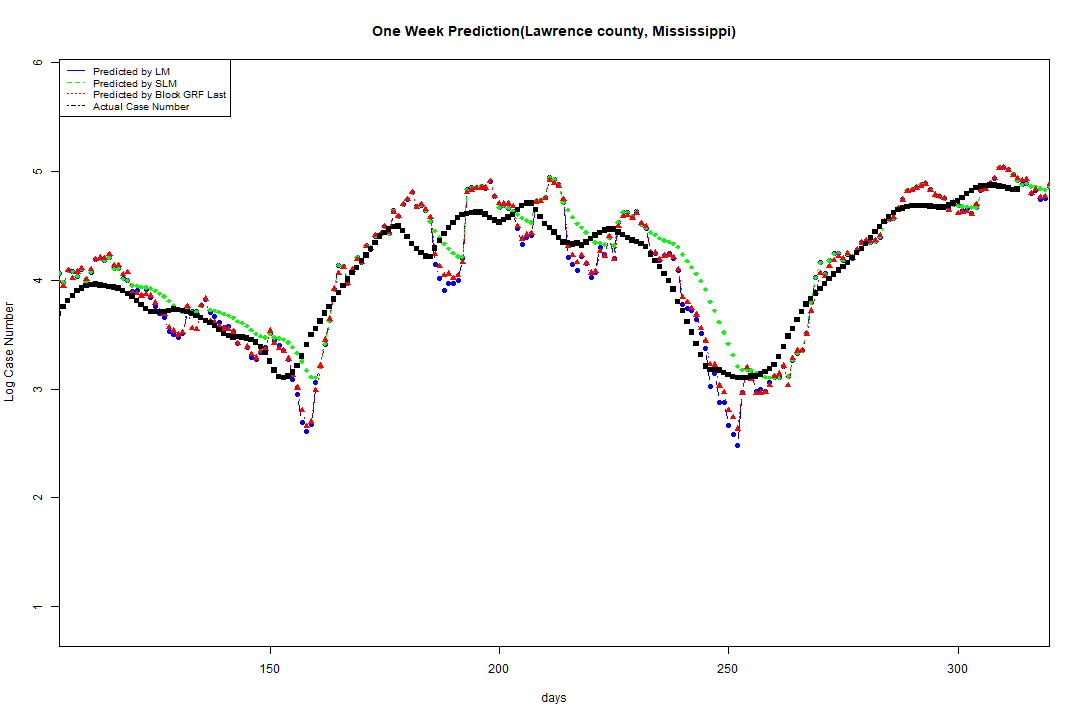 One Week Prediction(Lawrence county, Mississippi)
Predicted by LM
Predicted by SLM
Predicted by Block GRF Last
Actual Case Number
6
5
4
3
2
1
Log Case Number
150
200
250
300
days